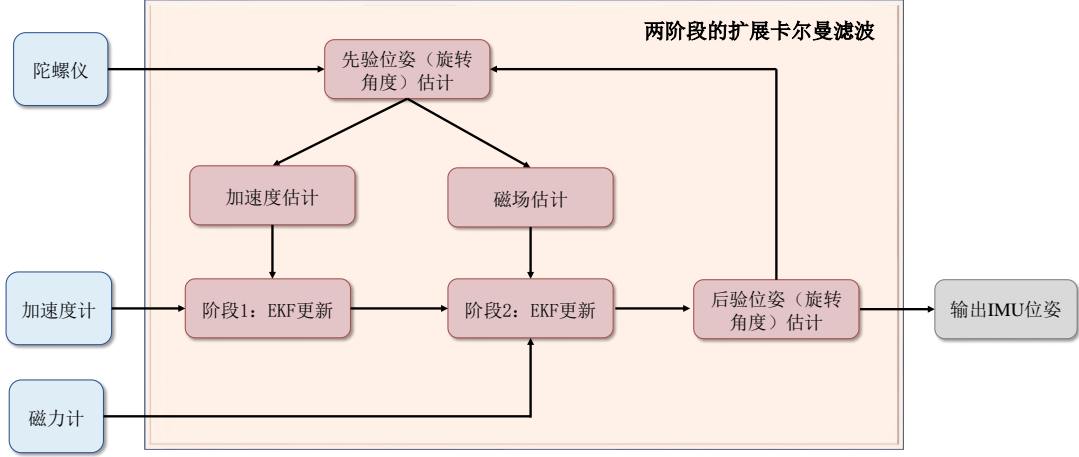 两阶段的扩展卡尔曼滤波
陀螺仪
先验位姿（旋转
角度）估计
加速度估计
磁场估计
加速度计
阶段1：EKF更新
阶段2：EKF更新
后验位姿（旋转
角度）估计
输出IMU位姿
磁力计